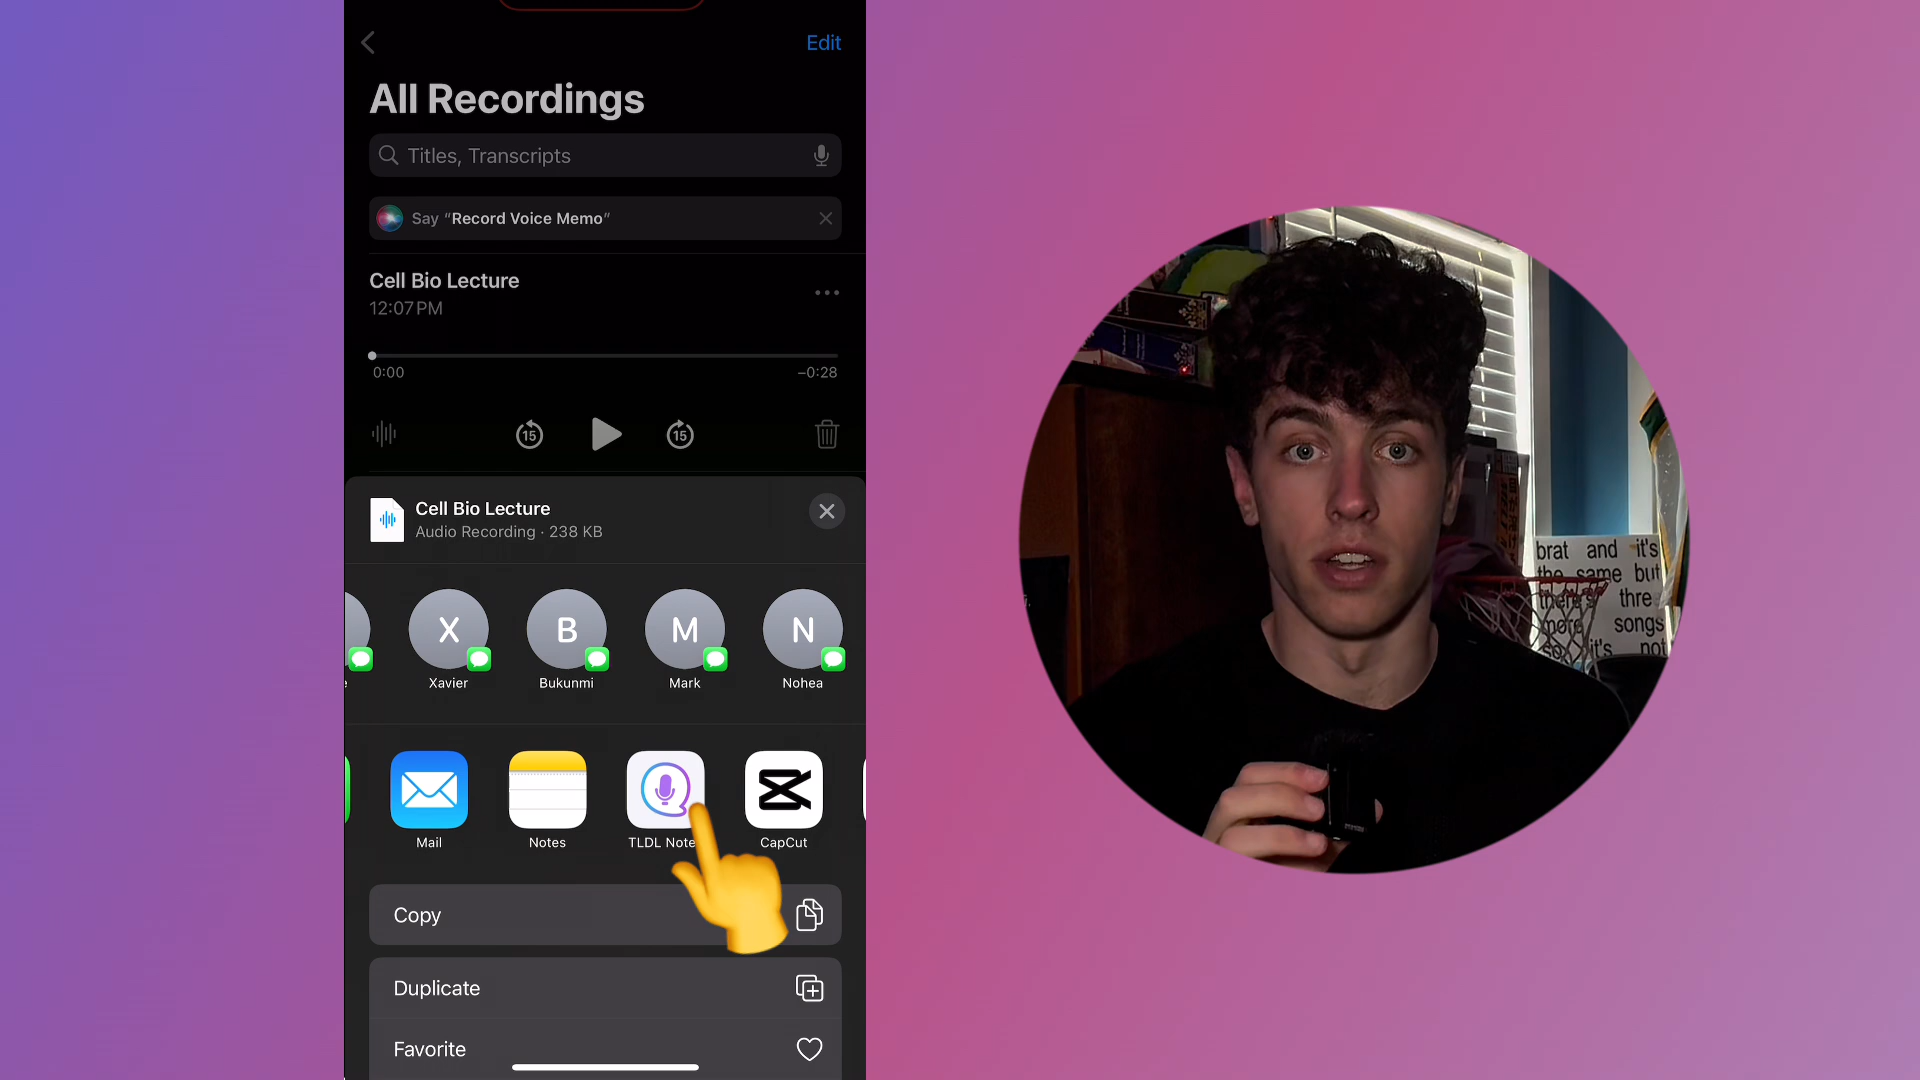 Edit
All Recordings
Titles, Transcripts
Say "Record Voice Memo"
Cell Bio Lecture
12:07 PM
0:00
−0:28
15
15
Cell Bio Lecture
Audio Recording · 238 KB
X
B
M
N
e
Xavier
Bukunmi
Mark
Nohea
Mail
Notes
TLDL Note
CapCut
Copy
Duplicate
Favorite
brat and it's
the same but
there's thre
more songs
so it's not